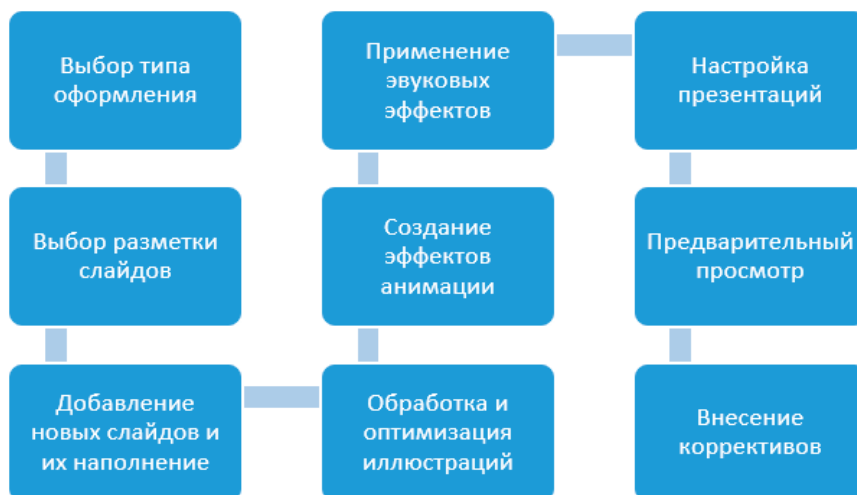 Выбор типа
оформления
Выбор разметки
слайдов
Добавление
новых слайдов и
их наполнение
Обработка и
оптимизация
иллюстраций
Создание
эффектов
анимации
Применение
эвуковых
эффектов
Настройка
презентаций
Предварительный
просмотр
Внесение
коррективов